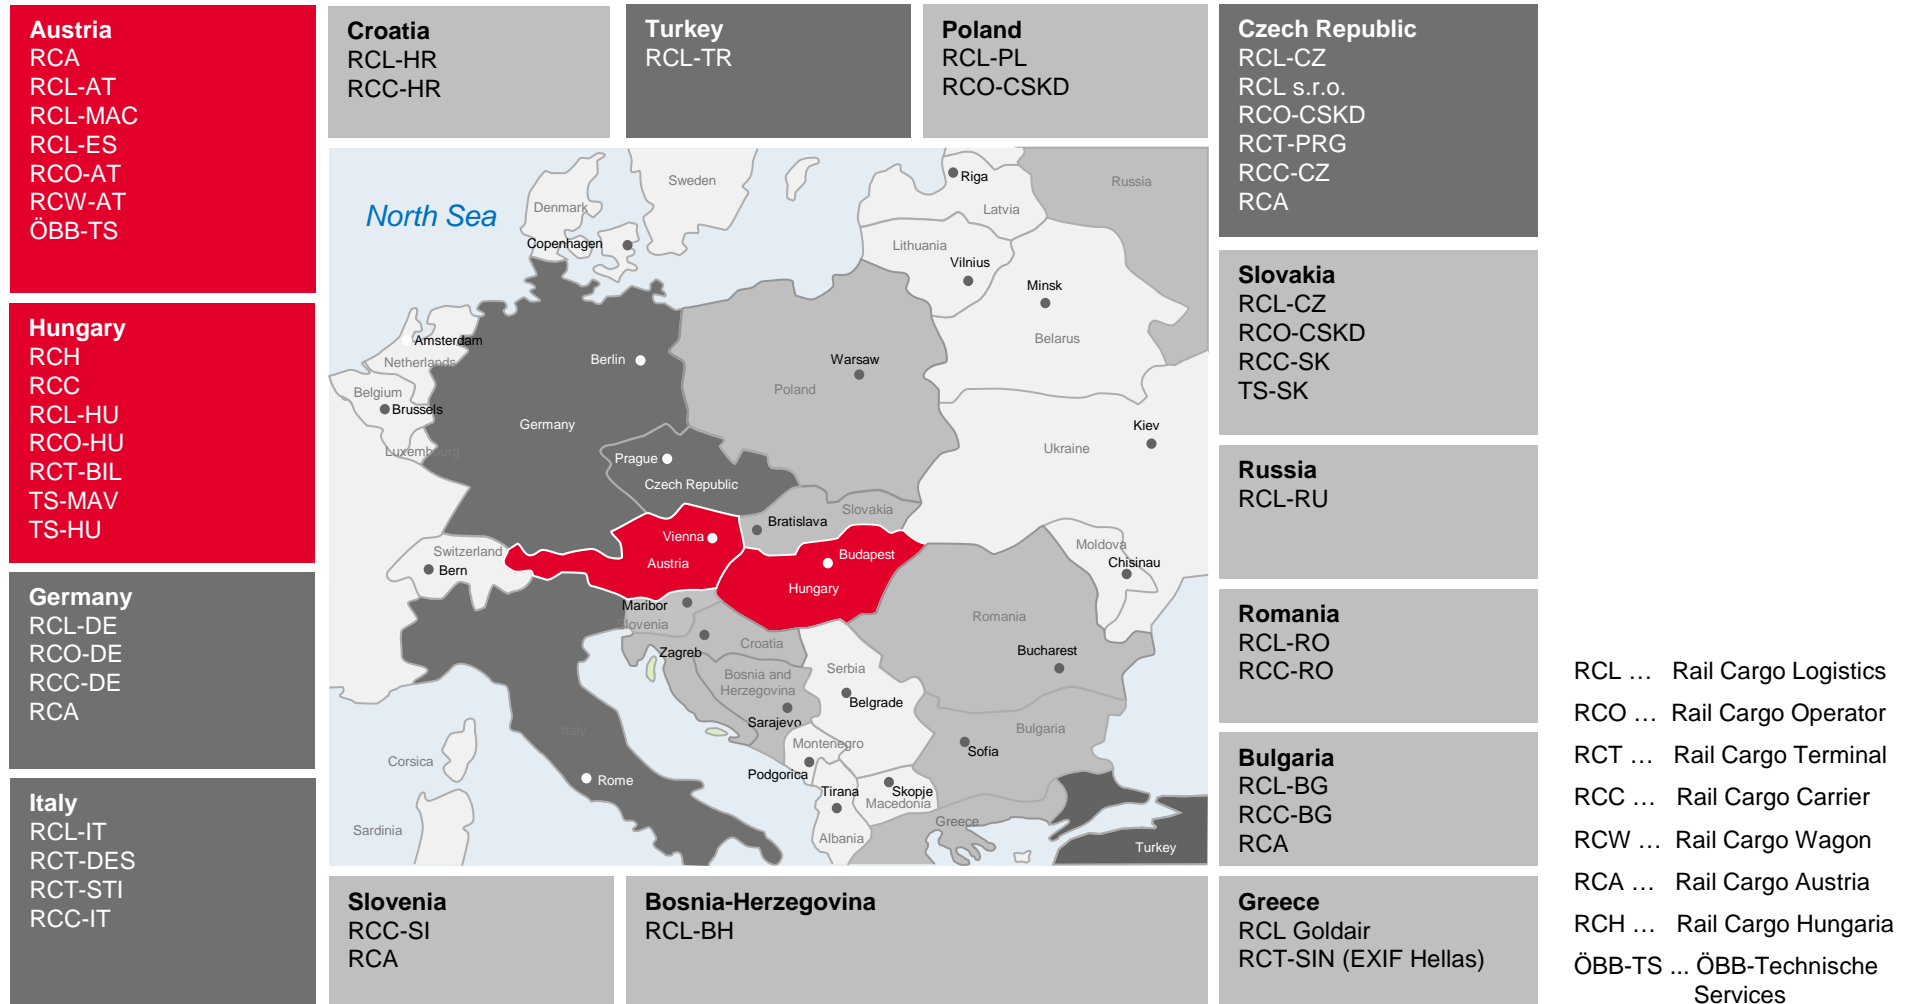 Austria
RCA
RCL-AT
RCL-MAC
RCL-ES
RCO-AT
RCW-AT
ÖBB-TS
Hungary
RCH
RCC
RCL-HU
RCO-HU
RCT-BIL
TS-MAV
TS-HU
Germany
RCL-DE
RCO-DE
RCC-DE
RCA
Italy
RCL-IT
RCT-DES
RCT-STI
RCC-IT
Croatia
RCL-HR
RCC-HR
Turkey
RCL-TR
Poland
RCL-PL
RCO-CSKD
Czech Republic
RCL-CZ
RCL s.r.o.
RCO-CSKD
RCT-PRG
RCC-CZ
RCA
Slovakia
RCL-CZ
RCO-CSKD
RCC-SK
TS-SK
Russia
RCL-RU
Romania
RCL-RO
RCC-RO
Bulgaria
RCL-BG
RCC-BG
RCA
Greece
RCL Goldair
RCT-SIN (EXIF Hellas)
Slovenia
RCC-SI
RCA
Bosnia-Herzegovina
RCL-BH
North Sea
Sweden
Denmark
Copenhagen
Riga
Latvia
Russia
Lithuania
Vilnius
Minsk
Belarus
Amsterdam
Netherlands
Belgium
Brussels
Luxembourg
Berlin
Germany
Warsaw
Poland
Kiev
Ukraine
Prague
Czech Republic
Slovakia
Bratislava
Vienna
Austria
Budapest
Hungary
Switzerland
Bern
Moldova
Chisinau
Maribor
Slovenia
Zagreb
Croatia
Romania
Bucharest
Bosnia and
Herzegovina
Sarajevo
Serbia
Belgrade
Montenegro
Podgorica
Bulgaria
Sofia
Italy
Rome
Corsica
Sardinia
Tirana
Albania
Skopje
Macedonia
Greece
Turkey
RCL … Rail Cargo Logistics
RCO … Rail Cargo Operator
RCT … Rail Cargo Terminal
RCC … Rail Cargo Carrier
RCW … Rail Cargo Wagon
RCA … Rail Cargo Austria
RCH … Rail Cargo Hungaria
ÖBB-TS ... ÖBB-Technische
Services